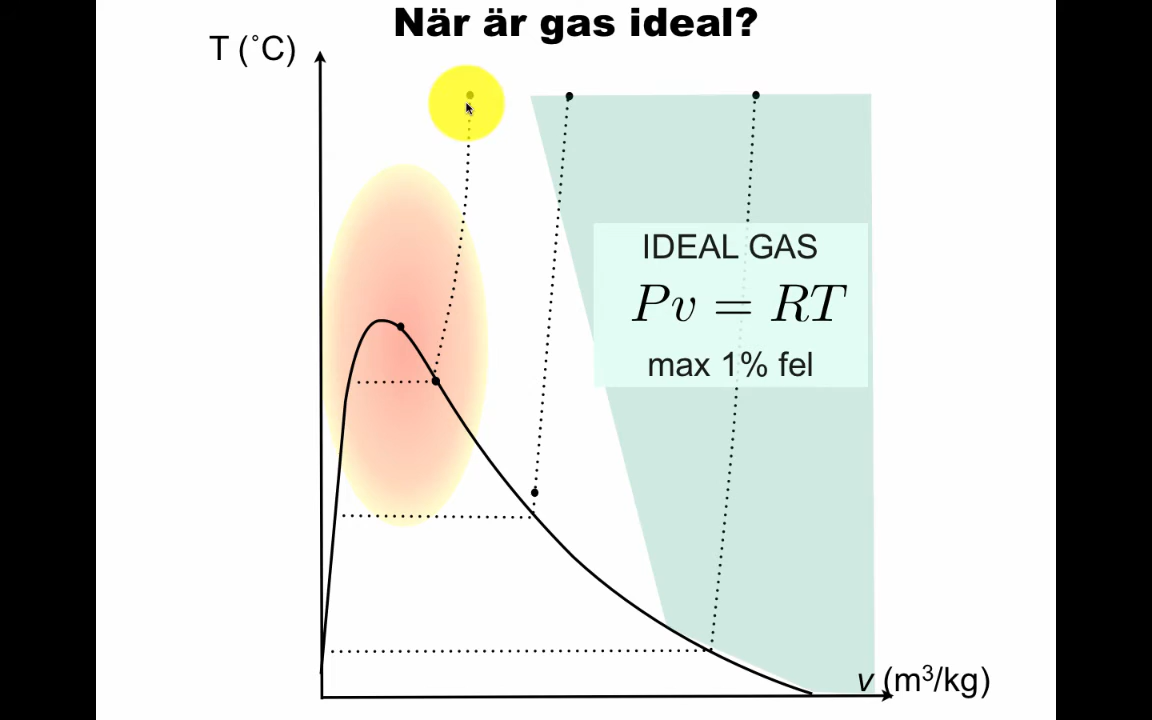 När är gas ideal?
T (˚C)
IDEAL GAS
Pv = RT
max 1% fel
v (m³/kg)